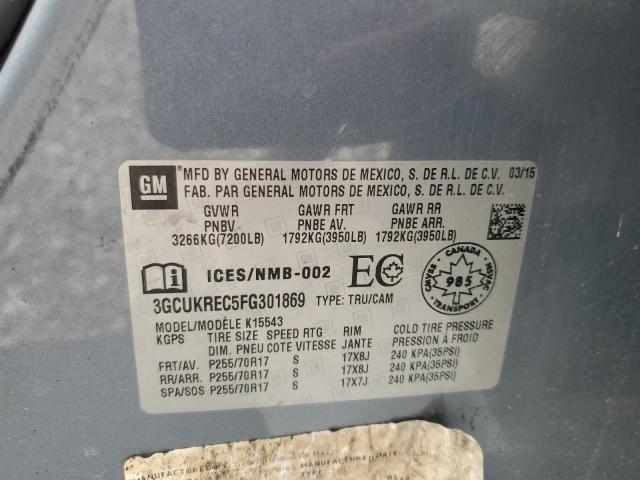 GM
MFD BY GENERAL MOTORS DE MEXICO, S. DE R.L. DE C.V. 03/15
FAB. PAR GENERAL MOTORS DE MEXICO, S. DE R.L. DE C.V.
GVWR GAWR FRT GAWR RR
PNBV PNBE AV. PNBE ARR.
3266KG(7200LB) 1792KG(3950LB) 1792KG(3950LB)
ICES/NMB-002 EC
CANADA
CMVSS NSVAC
985
3GCUKREC5FG301869 TYPE: TRU/CAM
MODEL/MODÈLE K15543
KGPS TIRE SIZE SPEED RTG RIM COLD TIRE PRESSURE
DIM. PNEU COTE VITESSE JANTE PRESSION À FROID
FRT/AV. P255/70R17 S 17X8J 240 KPA(35PSI)
RR/ARR. P255/70R17 S 17X8J 240 KPA(35PSI)
SPA/SOS P255/70R17 S 17X7J 240 KPA(35PSI)
MANUFACTURED